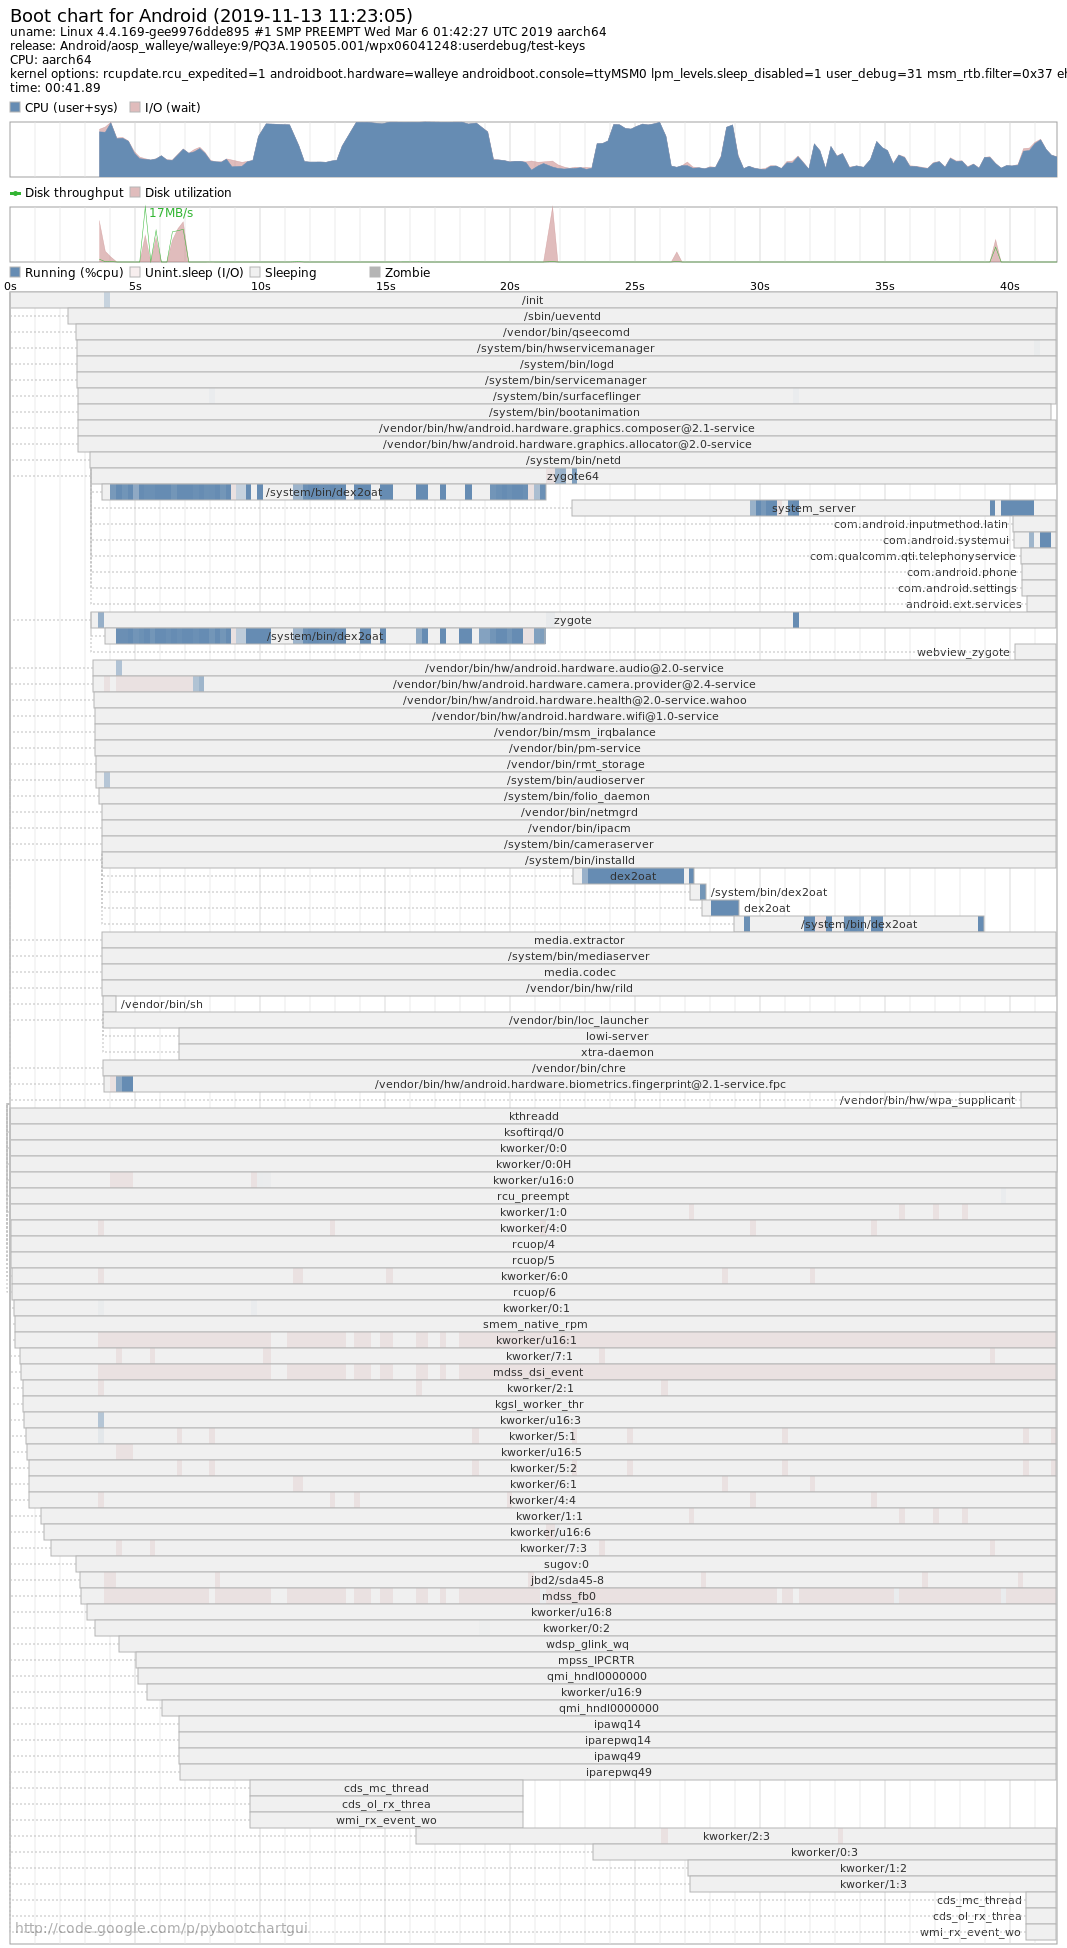 Boot chart for Android (2019-11-13 11:23:05)
uname: Linux 4.4.169-gee9976dde895 #1 SMP PREEMPT Wed Mar 6 01:42:27 UTC 2019 aarch64
release: Android/aosp_walleye/walleye:9/PQ3A.190505.001/wpx06041248:userdebug/test-keys
CPU: aarch64
kernel options: rcupdate.rcu_expedited=1 androidboot.hardware=walleye androidboot.console=ttyMSM0 lpm_levels.sleep_disabled=1 user_debug=31 msm_rtb.filter=0x37
time: 00:41.89
CPU (user+sys) I/O (wait)
Disk throughput Disk utilization
17MB/s
Running (%cpu) Unint.sleep (I/O) Sleeping Zombie
0s 5s 10s 15s 20s 25s 30s 35s 40s
/init
/sbin/ueventd
/vendor/bin/qseecomd
/system/bin/hwservicemanager
/system/bin/logd
/system/bin/servicemanager
/system/bin/surfaceflinger
/system/bin/bootanimation
/vendor/bin/hw/android.hardware.graphics.composer@2.1-service
/vendor/bin/hw/android.hardware.graphics.allocator@2.0-service
/system/bin/netd
zygote64
/system/bin/dex2oat
system_server
com.android.inputmethod.latin
com.android.systemui
com.qualcomm.qti.telephonyservice
com.android.phone
com.android.settings
android.ext.services
zygote
/system/bin/dex2oat
webview_zygote
/vendor/bin/hw/android.hardware.audio@2.0-service
/vendor/bin/hw/android.hardware.camera.provider@2.4-service
/vendor/bin/hw/android.hardware.health@2.0-service.wahoo
/vendor/bin/hw/android.hardware.wifi@1.0-service
/vendor/bin/msm_irqbalance
/vendor/bin/pm-service
/vendor/bin/rmt_storage
/system/bin/audioserver
/system/bin/folio_daemon
/vendor/bin/netmgrd
/vendor/bin/ipacm
/system/bin/cameraserver
/system/bin/installd
dex2oat
/system/bin/dex2oat
dex2oat
/system/bin/dex2oat
media.extractor
/system/bin/mediaserver
media.codec
/vendor/bin/hw/rild
/vendor/bin/sh
/vendor/bin/loc_launcher
lowi-server
xtra-daemon
/vendor/bin/chre
/vendor/bin/hw/android.hardware.biometrics.fingerprint@2.1-service.fpc
/vendor/bin/hw/wpa_supplicant
kthreadd
ksoftirqd/0
kworker/0:0
kworker/0:0H
kworker/u16:0
rcu_preempt
kworker/1:0
kworker/4:0
rcuop/4
rcuop/5
kworker/6:0
rcuop/6
kworker/0:1
smem_native_rpm
kworker/u16:1
kworker/7:1
mdss_dsi_event
kworker/2:1
kgsl_worker_thr
kworker/u16:3
kworker/5:1
kworker/u16:5
kworker/5:2
kworker/6:1
kworker/4:4
kworker/1:1
kworker/u16:6
kworker/7:3
sugov:0
jbd2/sda45-8
mdss_fb0
kworker/u16:8
kworker/0:2
wdsp_glink_wq
mpss_IPCRTR
qmi_hndl0000000
kworker/u16:9
qmi_hndl0000000
ipawq14
iparepwq14
ipawq49
iparepwq49
cds_mc_thread
cds_ol_rx_threa
wmi_rx_event_wo
kworker/2:3
kworker/0:3
kworker/1:2
kworker/1:3
cds_mc_thread
cds_ol_rx_threa
wmi_rx_event_wo
http://code.google.com/p/pybootchartgui